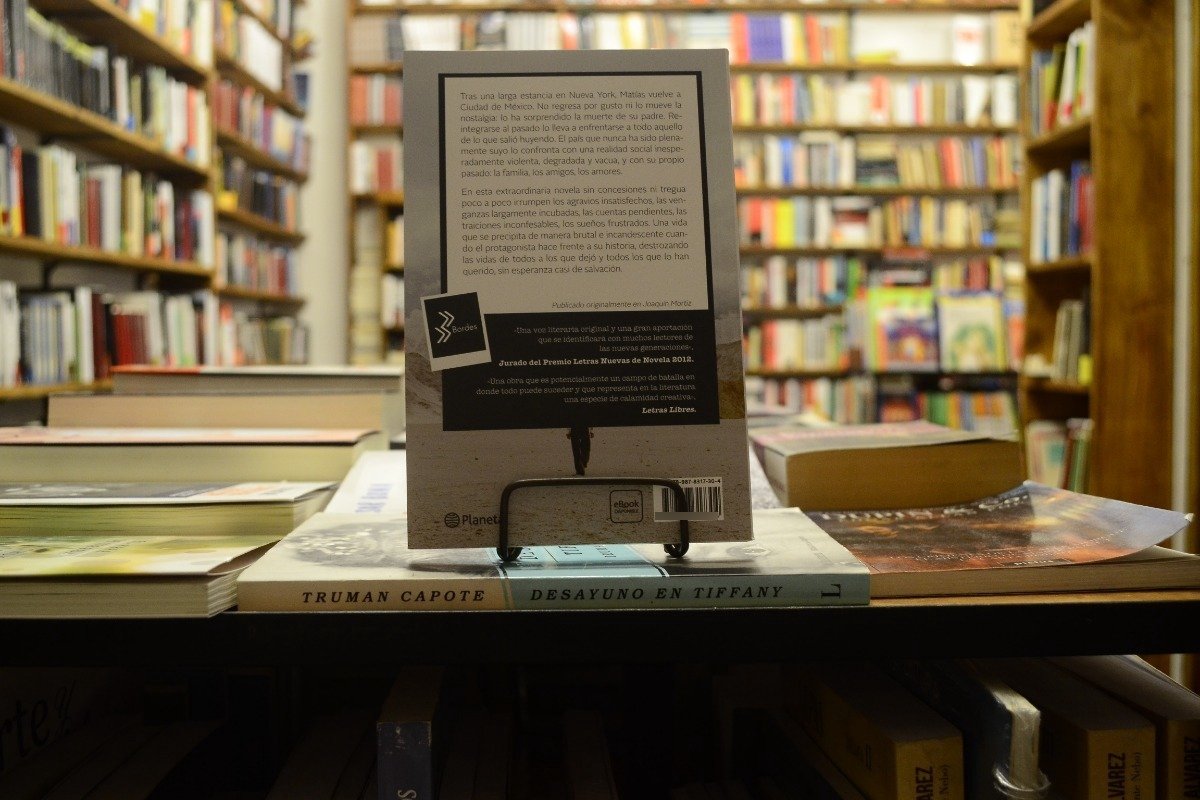 Tras una larga estancia en Nueva York, Matías vuelve a
Ciudad de México. No regresa por gusto ni lo mueve la
nostalgia: lo ha sorprendido la muerte de su padre. Re-
integrarse al pasado lo lleva a enfrentarse a todo aquello
de lo que salió huyendo. El país que nunca ha sido plena-
mente suyo lo confronta con una realidad social inespe-
radamente violenta, degradada y vacua, y con su propio
pasado: la familia, los amigos, los amores.
En esta extraordinaria novela sin concesiones ni tregua
poco a poco irrumpen los agravios insatisfechos, las ven-
ganzas largamente incubadas, las cuentas pendientes, las
traiciones inconfesables, los sueños frustrados. Una vida
que se precipita de manera brutal e incandescente cuan-
do el protagonista hace frente a su historia, destrozando
las vidas de todos a los que dejó y todos los que lo han
querido, sin esperanza casi de salvación.
Publicado originalmente en Joaquín Mortiz
Bordes
«Una voz literaria original y una gran aportación
que se identificará con muchos lectores de
las nuevas generaciones».
Jurado del Premio Letras Nuevas de Novela 2012.
«Una obra que es potencialmente un campo de batalla en
donde todo puede suceder y que representa en la literatura
una especie de calamidad creativa».
Letras Libres.
Planeta
eBook
DISPONIBLE
987-8317-30-4
TRUMAN CAPOTE DESAYUNO EN TIFFANY L
rte y
ALVAREZ